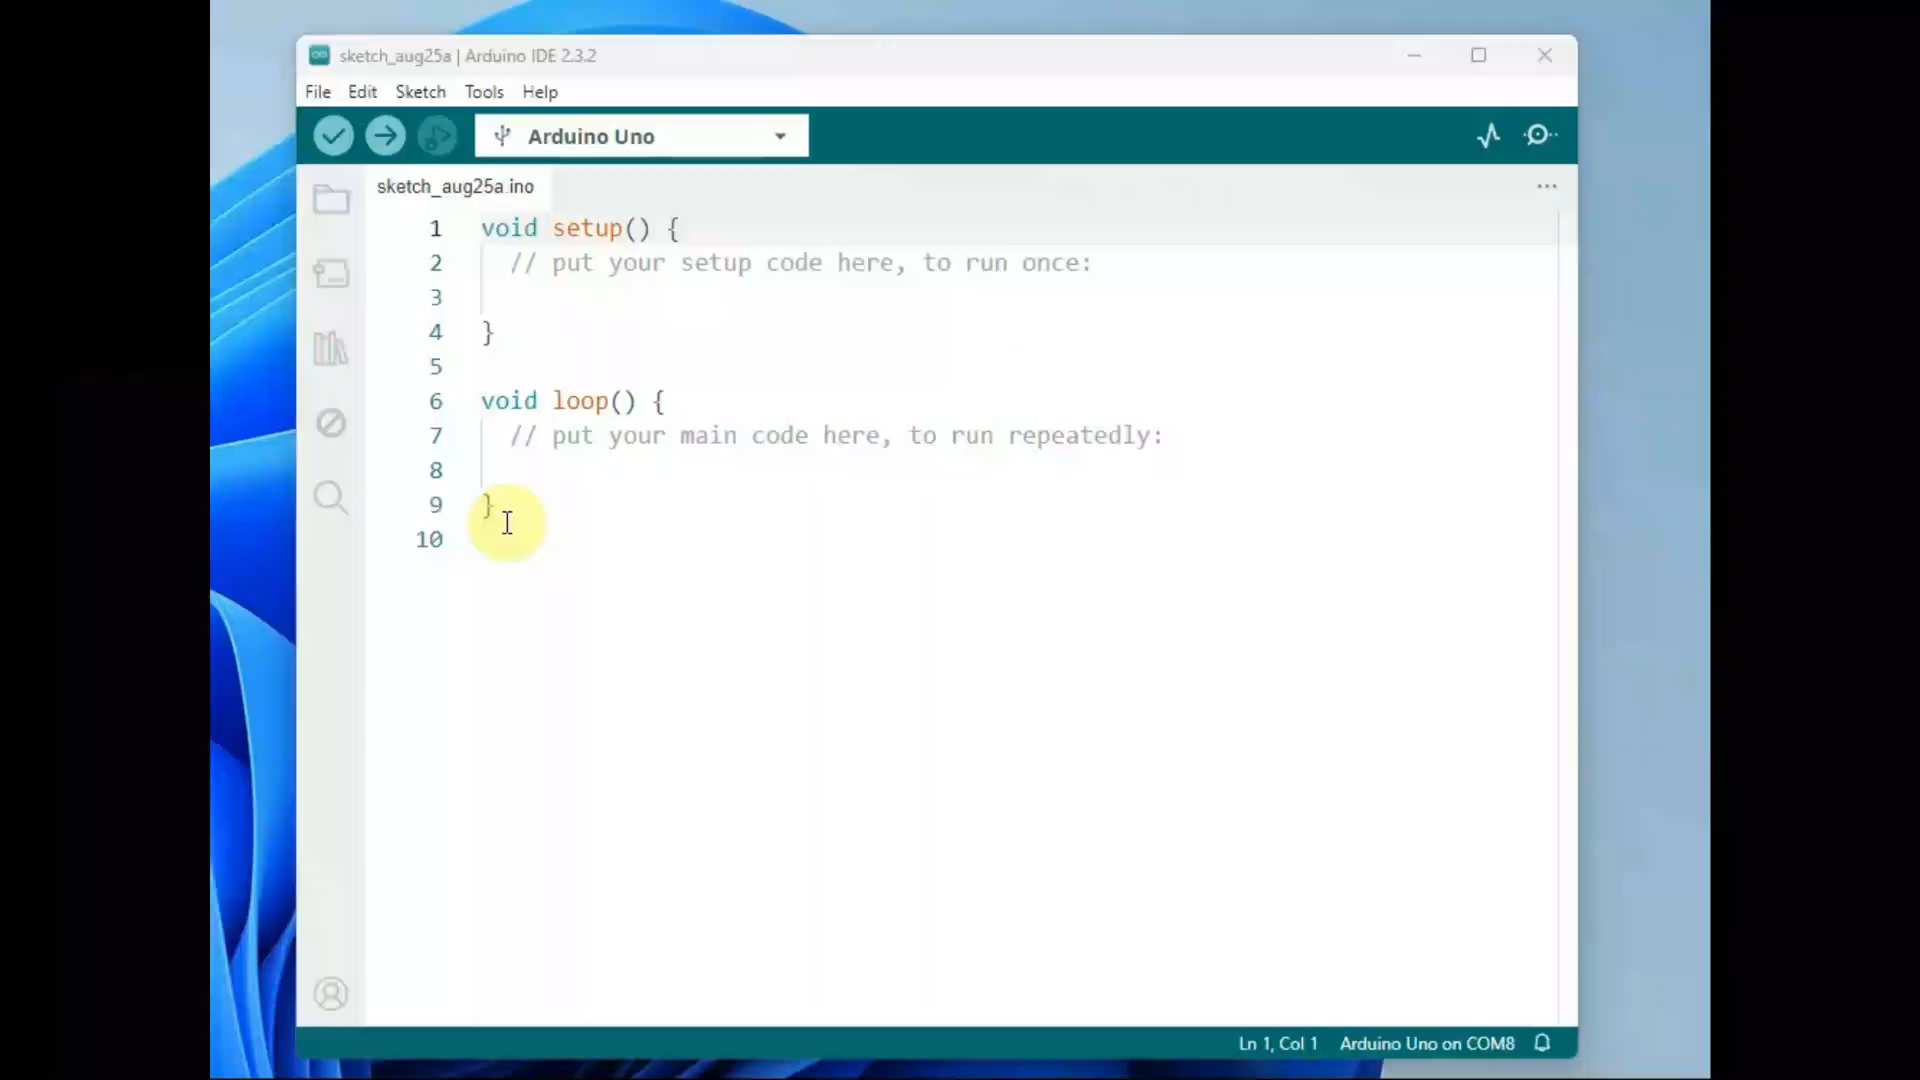 sketch_aug25a | Arduino IDE 2.3.2
File Edit Sketch Tools Help
Arduino Uno
sketch_aug25a.ino
1 void setup() {
2 // put your setup code here, to run once:
3
4 }
5
6 void loop() {
7 // put your main code here, to run repeatedly:
8
9 }
10
Ln 1, Col 1 Arduino Uno on COM8